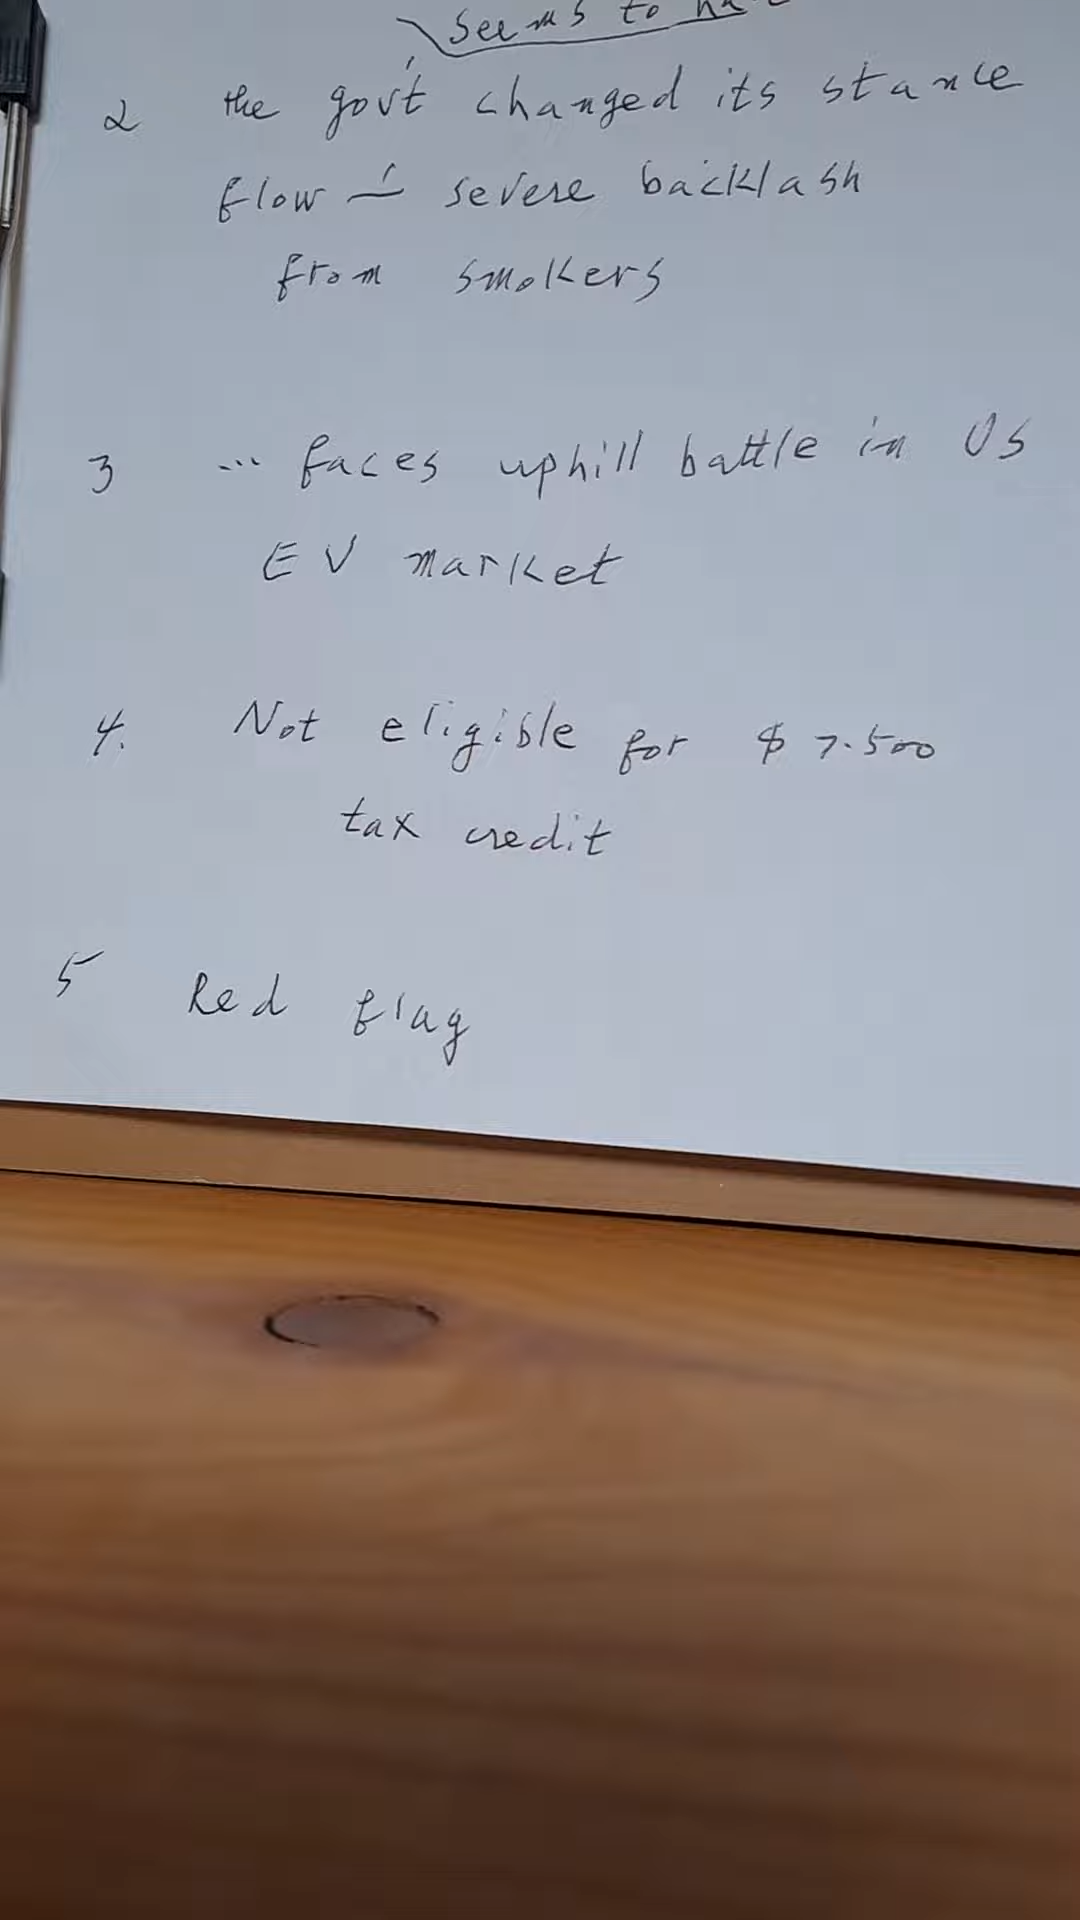 seems to
2 the gov't changed its stance
flow severe backlash
from smokers
3 ... faces uphill battle in US
EV market
4. Not eligible for $ 7.500
tax credit
5 Red flag